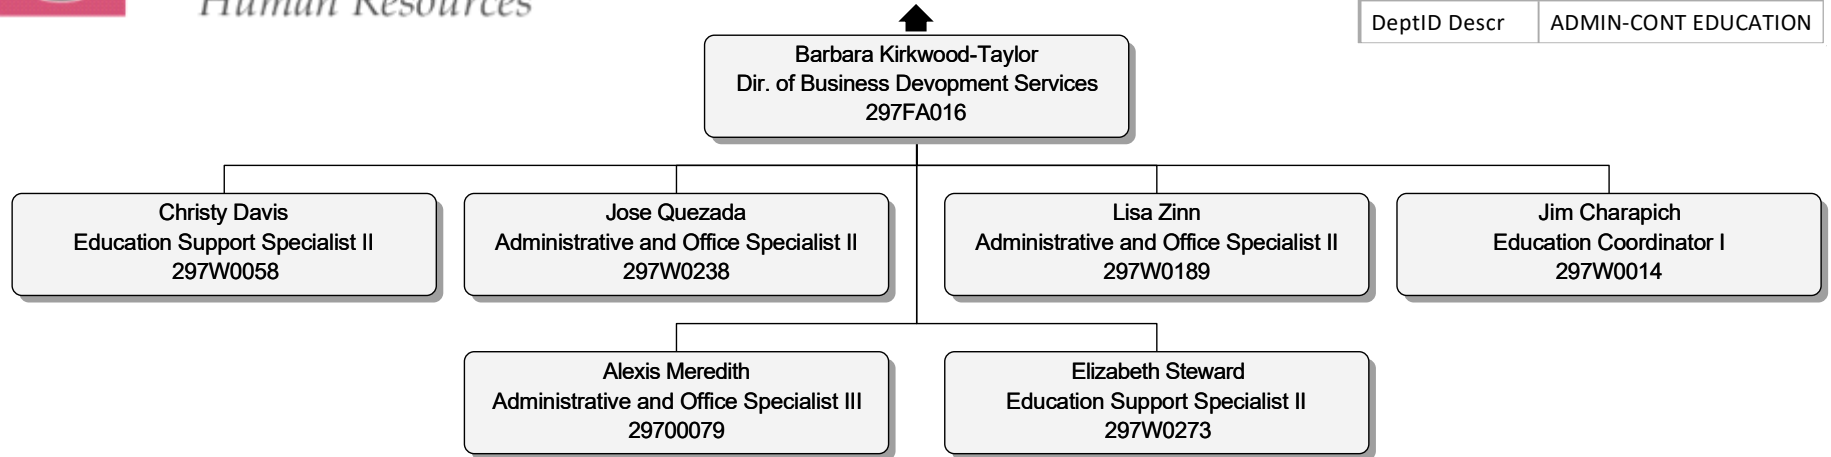 Human Resources
DeptID Descr ADMIN-CONT EDUCATION
Barbara Kirkwood-Taylor
Dir. of Business Devopment Services
297FA016
Christy Davis
Education Support Specialist II
297W0058
Jose Quezada
Administrative and Office Specialist II
297W0238
Lisa Zinn
Administrative and Office Specialist II
297W0189
Jim Charapich
Education Coordinator I
297W0014
Alexis Meredith
Administrative and Office Specialist III
29700079
Elizabeth Steward
Education Support Specialist II
297W0273